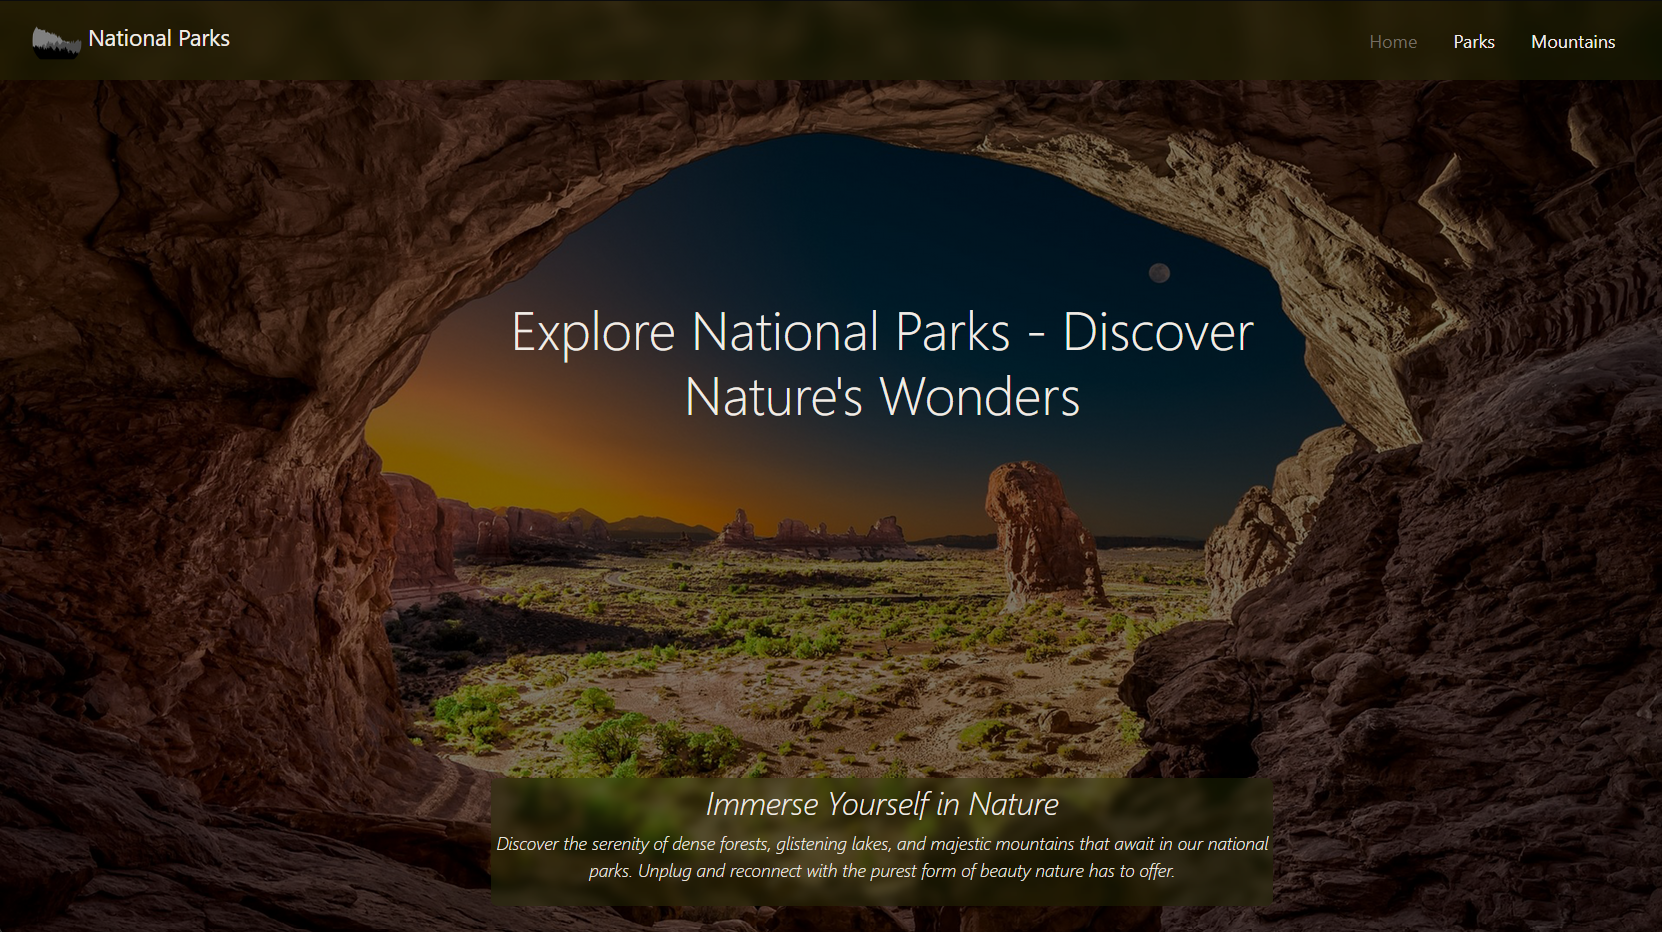 National Parks
Home
Parks
Mountains
Explore National Parks - Discover
Nature's Wonders
Immerse Yourself in Nature
Discover the serenity of dense forests, glistening lakes, and majestic mountains that await in our national
parks. Unplug and reconnect with the purest form of beauty nature has to offer.